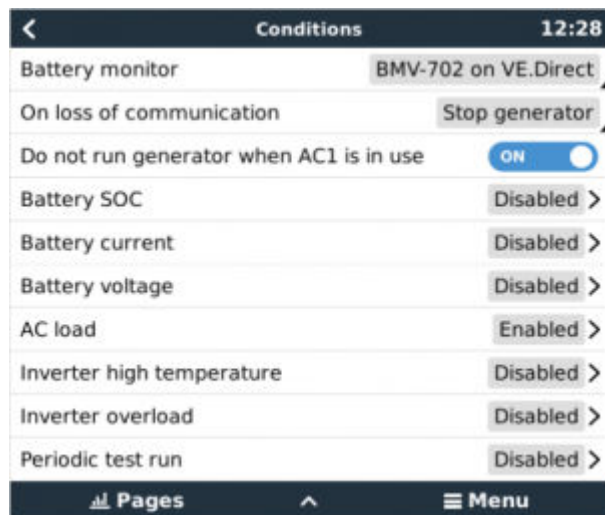 Conditions 12:28
Battery monitor BMV-702 on VE.Direct
On loss of communication Stop generator
Do not run generator when AC1 is in use ON
Battery SOC Disabled
Battery current Disabled
Battery voltage Disabled
AC load Enabled
Inverter high temperature Disabled
Inverter overload Disabled
Periodic test run Disabled
Pages Menu